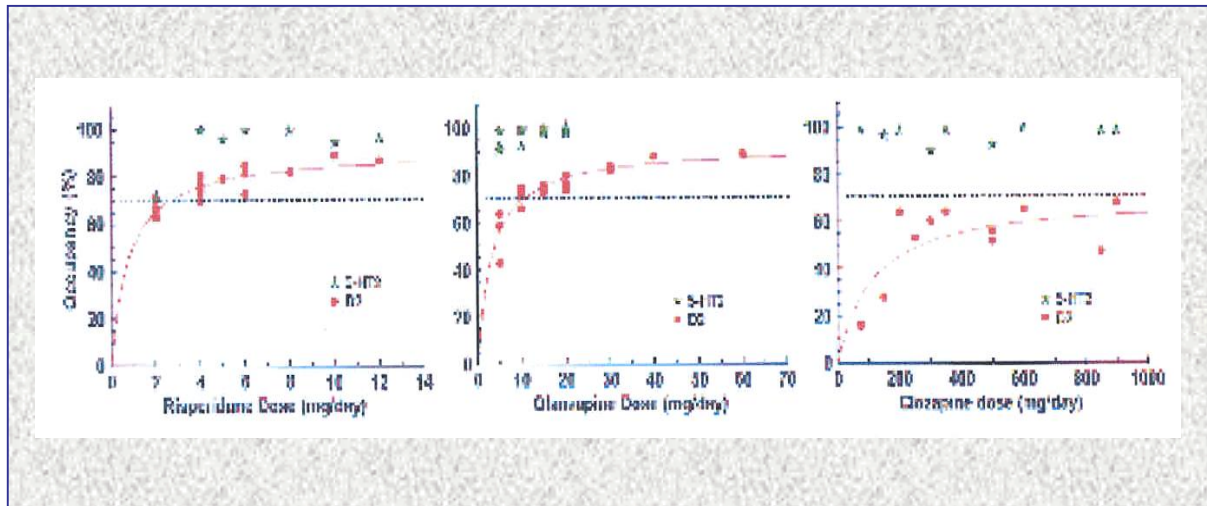 Occupancy (%)
100
80
60
40
20
0
5-HT2
D2
0 2 4 6 8 10 12 14
Risperidone Dose (mg/day)
100
80
60
40
20
0
5-HT2
D2
0 10 20 30 40 50 60 70
Olanzapine Dose (mg/day)
100
80
60
40
20
0
5-HT2
D2
0 200 400 600 800 1000
Clozapine dose (mg/day)